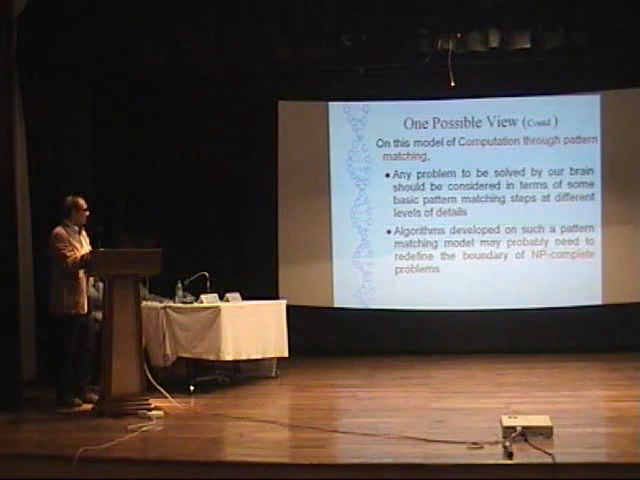 One Possible View (Contd.)
On this model of Computation through pattern
matching,
• Any problem to be solved by our brain
should be considered in terms of some
basic pattern matching steps at different
levels of details
• Algorithms developed on such a pattern
matching model may probably need to
redefine the boundary of NP-complete
problems